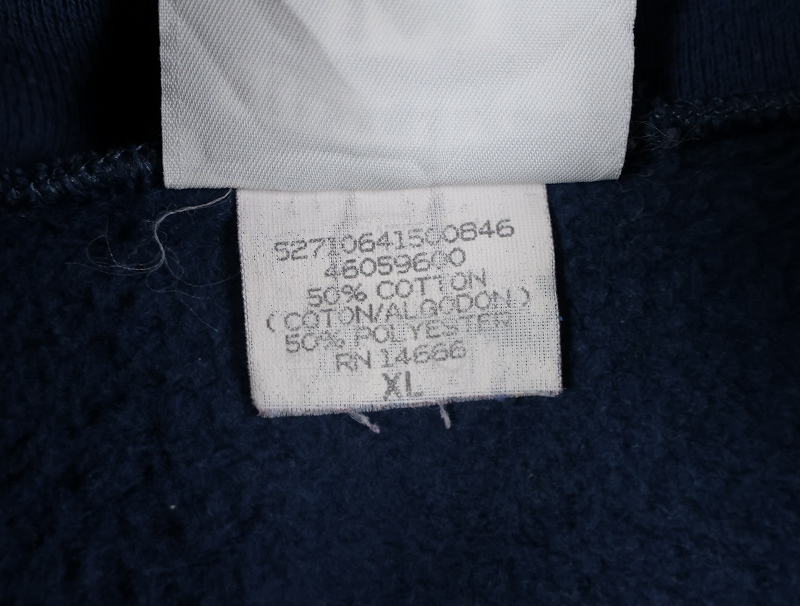 52710641500846
46059600
50% COTTON
(COTON/ALGODON)
50% POLYESTER
RN 14666
XL